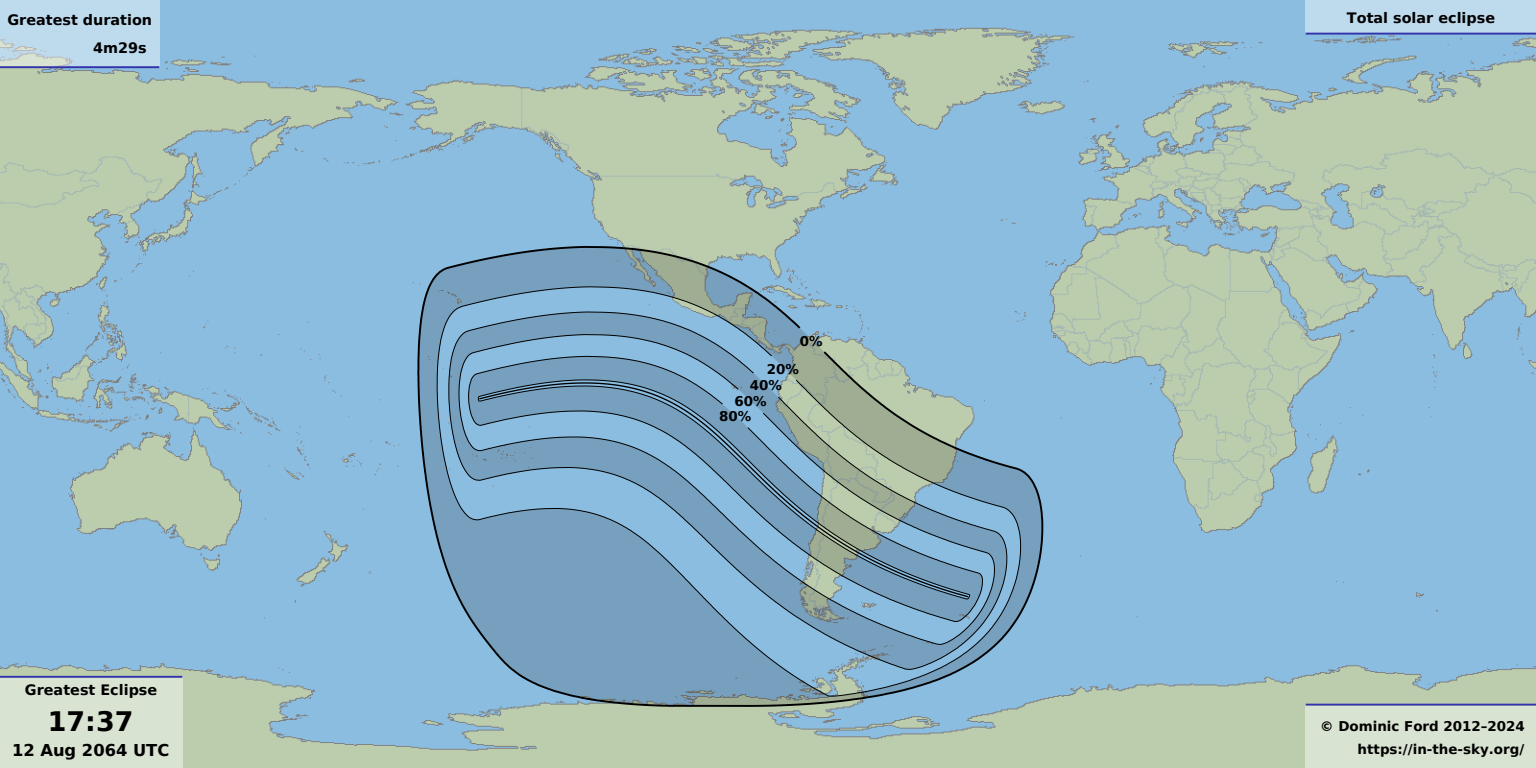 Greatest duration
4m29s
Total solar eclipse
0%
20%
40%
60%
80%
Greatest Eclipse
17:37
12 Aug 2064 UTC
© Dominic Ford 2012–2024
https://in-the-sky.org/